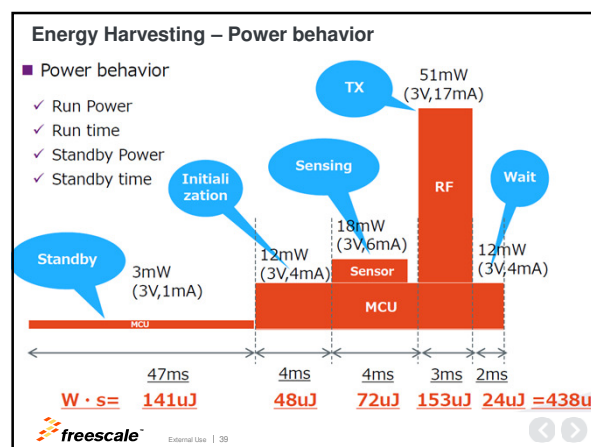 Energy Harvesting – Power behavior
Power behavior
✓ Run Power
✓ Run time
✓ Standby Power
✓ Standby time
TX
51mW
(3V,17mA)
Initiali
zation
Sensing
RF
Wait
Standby
3mW
(3V,1mA)
12mW
(3V,4mA)
18mW
(3V,6mA)
12mW
(3V,4mA)
Sensor
MCU
MCU
47ms
4ms
4ms
3ms
2ms
W · s= 141uJ 48uJ 72uJ 153uJ 24uJ =438u
freescale™
External Use | 39